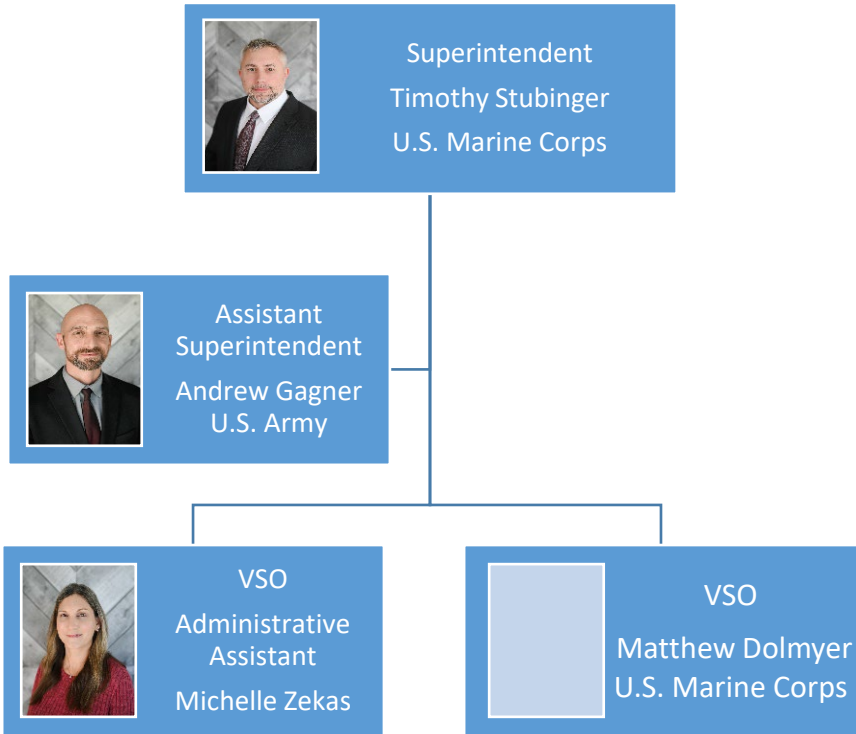 Superintendent
Timothy Stubinger
U.S. Marine Corps
Assistant
Superintendent
Andrew Gagner
U.S. Army
VSO
Administrative
Assistant
Michelle Zekas
VSO
Matthew Dolmyer
U.S. Marine Corps